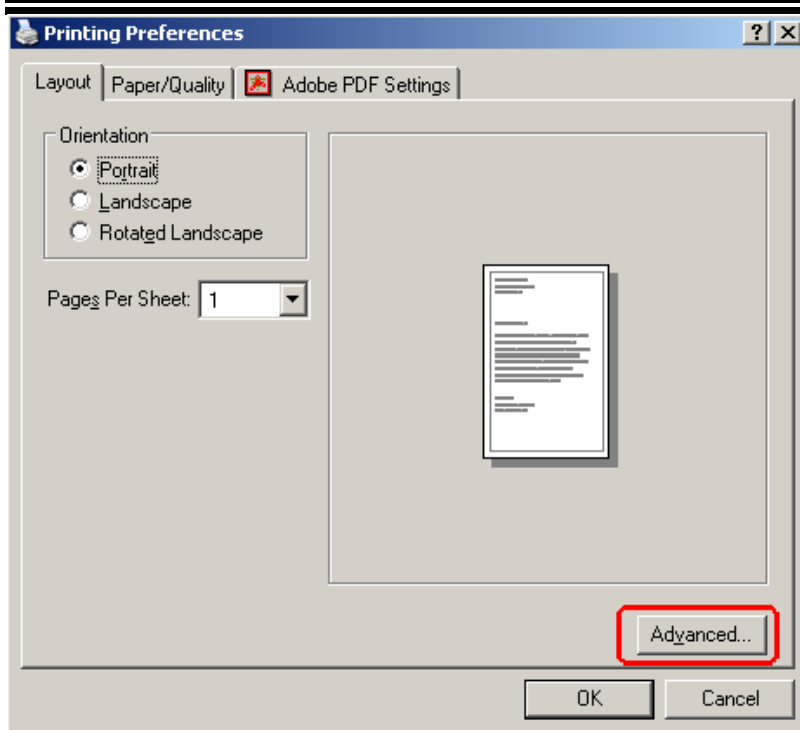 Printing Preferences
Layout Paper/Quality Adobe PDF Settings
Orientation
Portrait
Landscape
Rotated Landscape
Pages Per Sheet: 1
Advanced...
OK Cancel